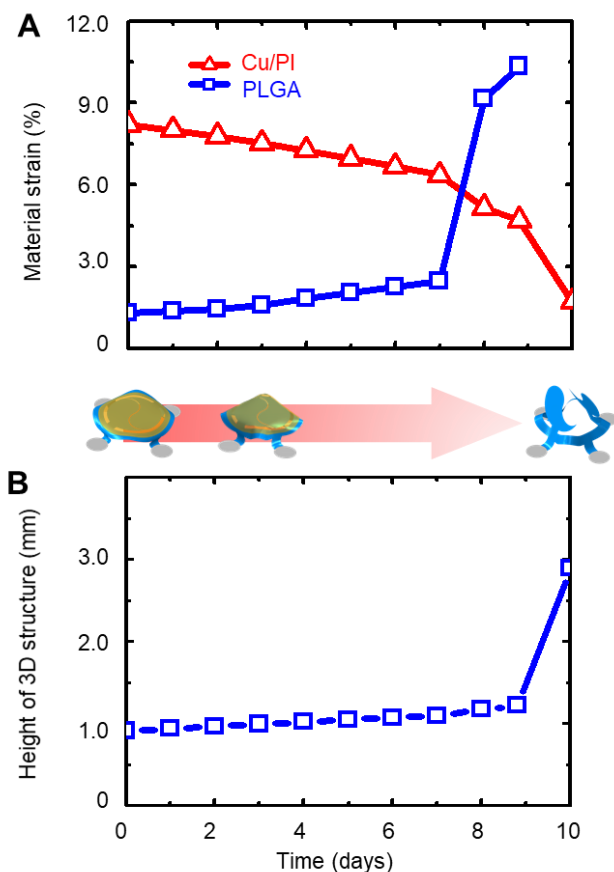 A
Material strain (%)
12.0
9.0
6.0
3.0
0
Cu/PI
PLGA
B
Height of 3D structure (mm)
3.0
2.0
1.0
0
0 2 4 6 8 10
Time (days)